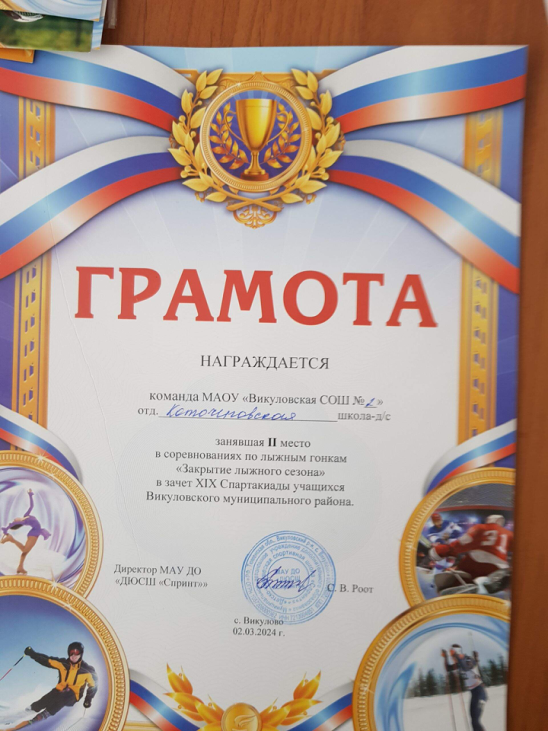 ГРАМОТА
НАГРАЖДАЕТСЯ
команда МАОУ «Викуловская СОШ №2»
отд. Коточиговская школа-д/с
занявшая II место
в соревнованиях по лыжным гонкам
«Закрытие лыжного сезона»
в зачет XIX Спартакиады учащихся
Викуловского муниципального района.
Директор МАУ ДО
«ДЮСШ «Спринт»»
С. В. Роот
с. Викулово
02.03.2024 г.